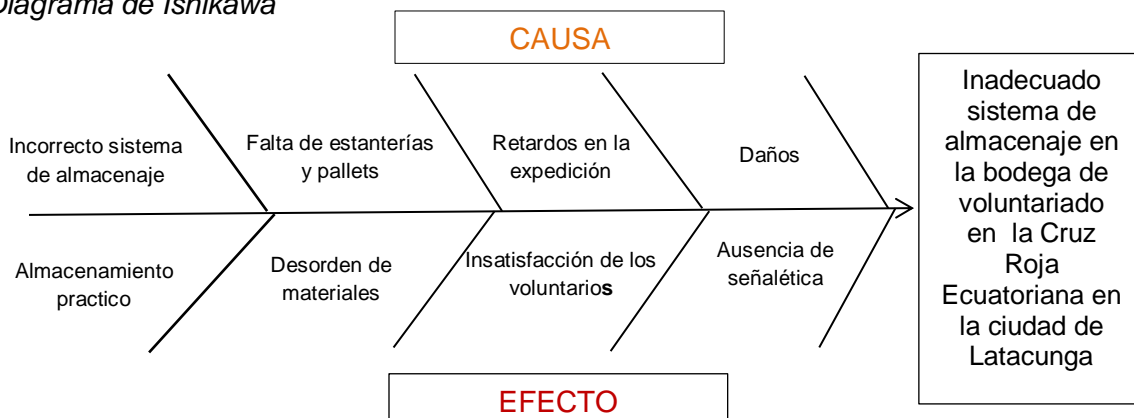 Diagrama de Ishikawa
CAUSA
Incorrecto sistema
de almacenaje
Falta de estanterías
y pallets
Retardos en la
expedición
Daños
Almacenamiento
practico
Desorden de
materiales
Insatisfacción de los
voluntarios
Ausencia de
señalética
EFECTO
Inadecuado
sistema de
almacenaje en
la bodega de
voluntariado
en la Cruz
Roja
Ecuatoriana en
la ciudad de
Latacunga